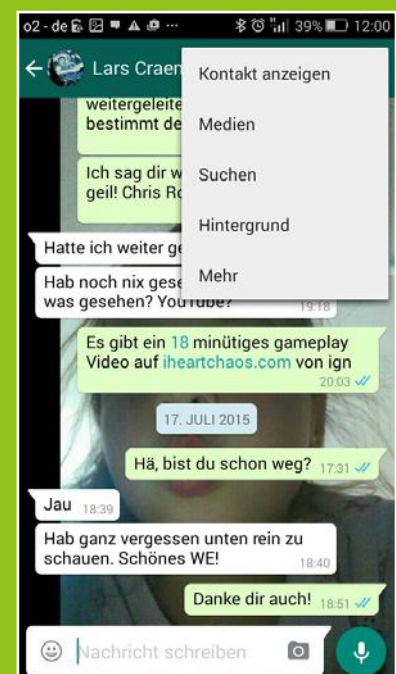 o2 - de 39% 12:00
Lars Craen
Kontakt anzeigen
Medien
Suchen
Hintergrund
Mehr
weitergeleite
bestimmt de
Ich sag dir w
geil! Chris Ro
Hatte ich weiter ge
Hab noch nix gese
was gesehen? YouTube? 19:18
Es gibt ein 18 minütiges gameplay
Video auf iheartchaos.com von ign
20:03
17. JULI 2015
Hä, bist du schon weg? 17:31
Jau 18:39
Hab ganz vergessen unten rein zu
schauen. Schönes WE! 18:40
Danke dir auch! 18:51
Nachricht schreiben